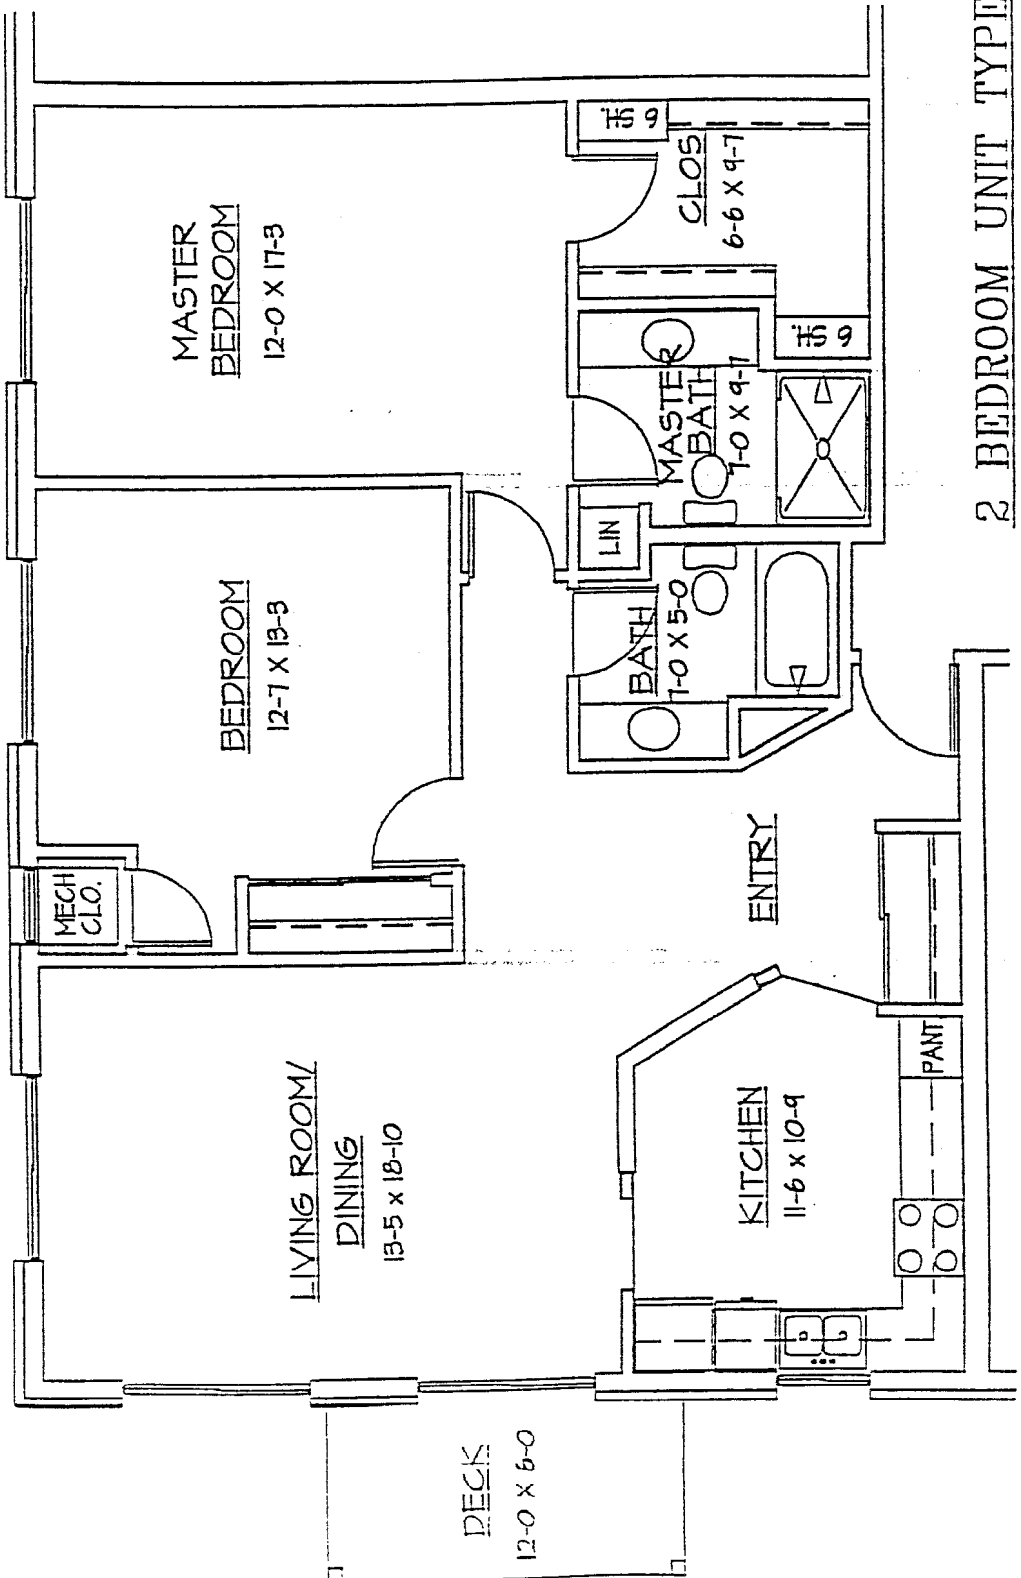 MASTER
BEDROOM
12-0 X 17-3
6 SH.
CLOS
6-6 X 9-7
6 SH.
MASTER
BATH
7-0 X 9-7
LIN
BEDROOM
12-7 X 13-3
BATH
7-0 X 5-0
MECH
CLO.
ENTRY
LIVING ROOM/
DINING
13-5 x 18-10
KITCHEN
11-6 x 10-9
PANT
DECK
12-0 X 6-0
2 BEDROOM UNIT TYPE